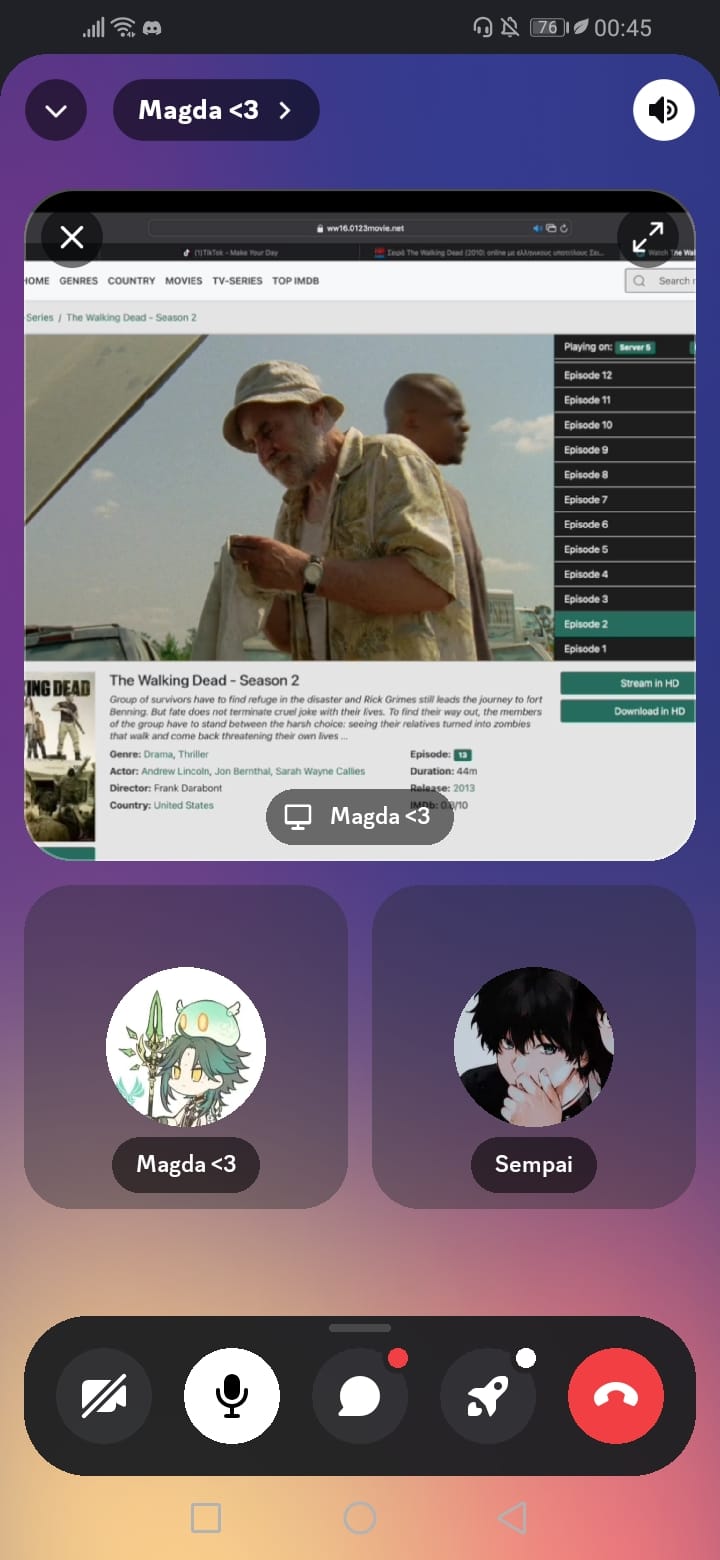 76 00:45
Magda <3
ww16.0123movie.net
(1)TikTok - Make Your Day
Σειρά The Walking Dead (2010) online με ελληνικους υποτιτλους Σει...
Watch The Wal
HOME GENRES COUNTRY MOVIES TV-SERIES TOP IMDB
Search
Series / The Walking Dead - Season 2
Playing on: Server 5
Episode 12
Episode 11
Episode 10
Episode 9
Episode 8
Episode 7
Episode 6
Episode 5
Episode 4
Episode 3
Episode 2
Episode 1
ING DEAD
The Walking Dead - Season 2
Group of survivors have to find refuge in the disaster and Rick Grimes still leads the journey to fort
Benning. But fate does not terminate cruel joke with their lives. To find their way out, the members
of the group have to stand between the harsh choice: seeing their relatives turned into zombies
that walk and come back threatening their own lives ...
Genre: Drama, Thriller
Actor: Andrew Lincoln, Jon Bernthal, Sarah Wayne Callies
Director: Frank Darabont
Country: United States
Episode: 13
Duration: 44m
Release: 2013
IMDb: /10
Stream in HD
Download in HD
Magda <3
Magda <3
Sempai